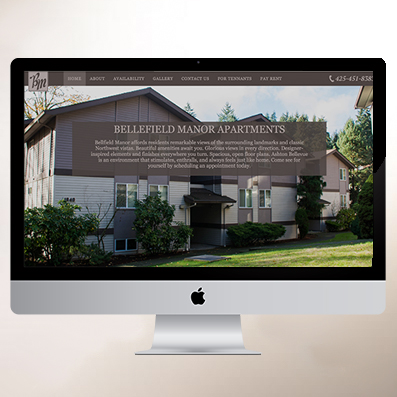 BM HOME ABOUT AVAILABILITY GALLERY CONTACT US FOR TENNANTS PAY RENT 425-451-8383
BELLEFIELD MANOR APARTMENTS
Bellfield Manor affords residents remarkable views of the surrounding landmarks and classic
Northwest vistas. Beautiful amenities await you. Glorious views in every direction. Designer-
inspired elements and finishes everywhere you turn. Spacious, open floor plans. Ashton Bellevue
is an environment that stimulates, enthralls, and always feels just like home. Come see for
yourself by scheduling an appointment today.